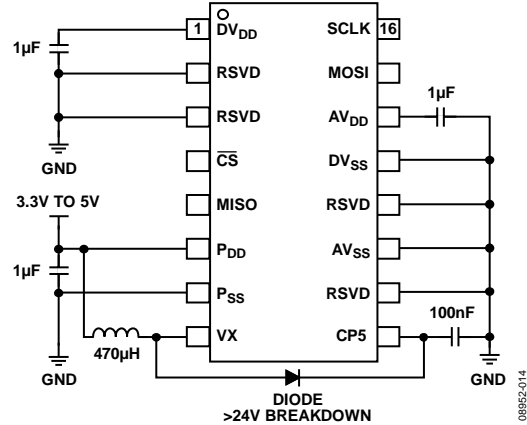 1 DVDD SCLK 16
1µF
RSVD MOSI
1µF
RSVD AVDD
GND
CS DVSS
3.3V TO 5V
MISO RSVD
PDD AVSS
1µF
PSS RSVD
100nF
VX CP5
470µH
GND
GND
DIODE
>24V BREAKDOWN
08952-014